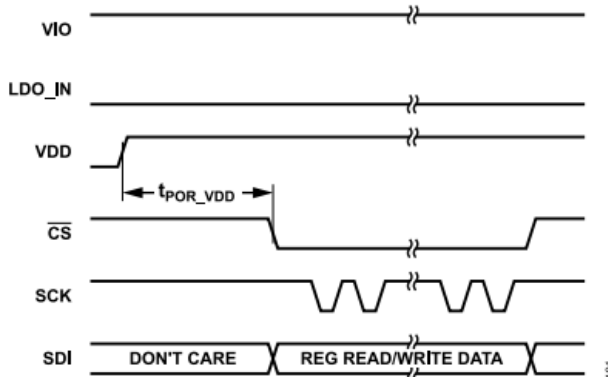 VIO
LDO_IN
VDD
tPOR_VDD
CS
SCK
SDI DON'T CARE REG READ/WRITE DATA